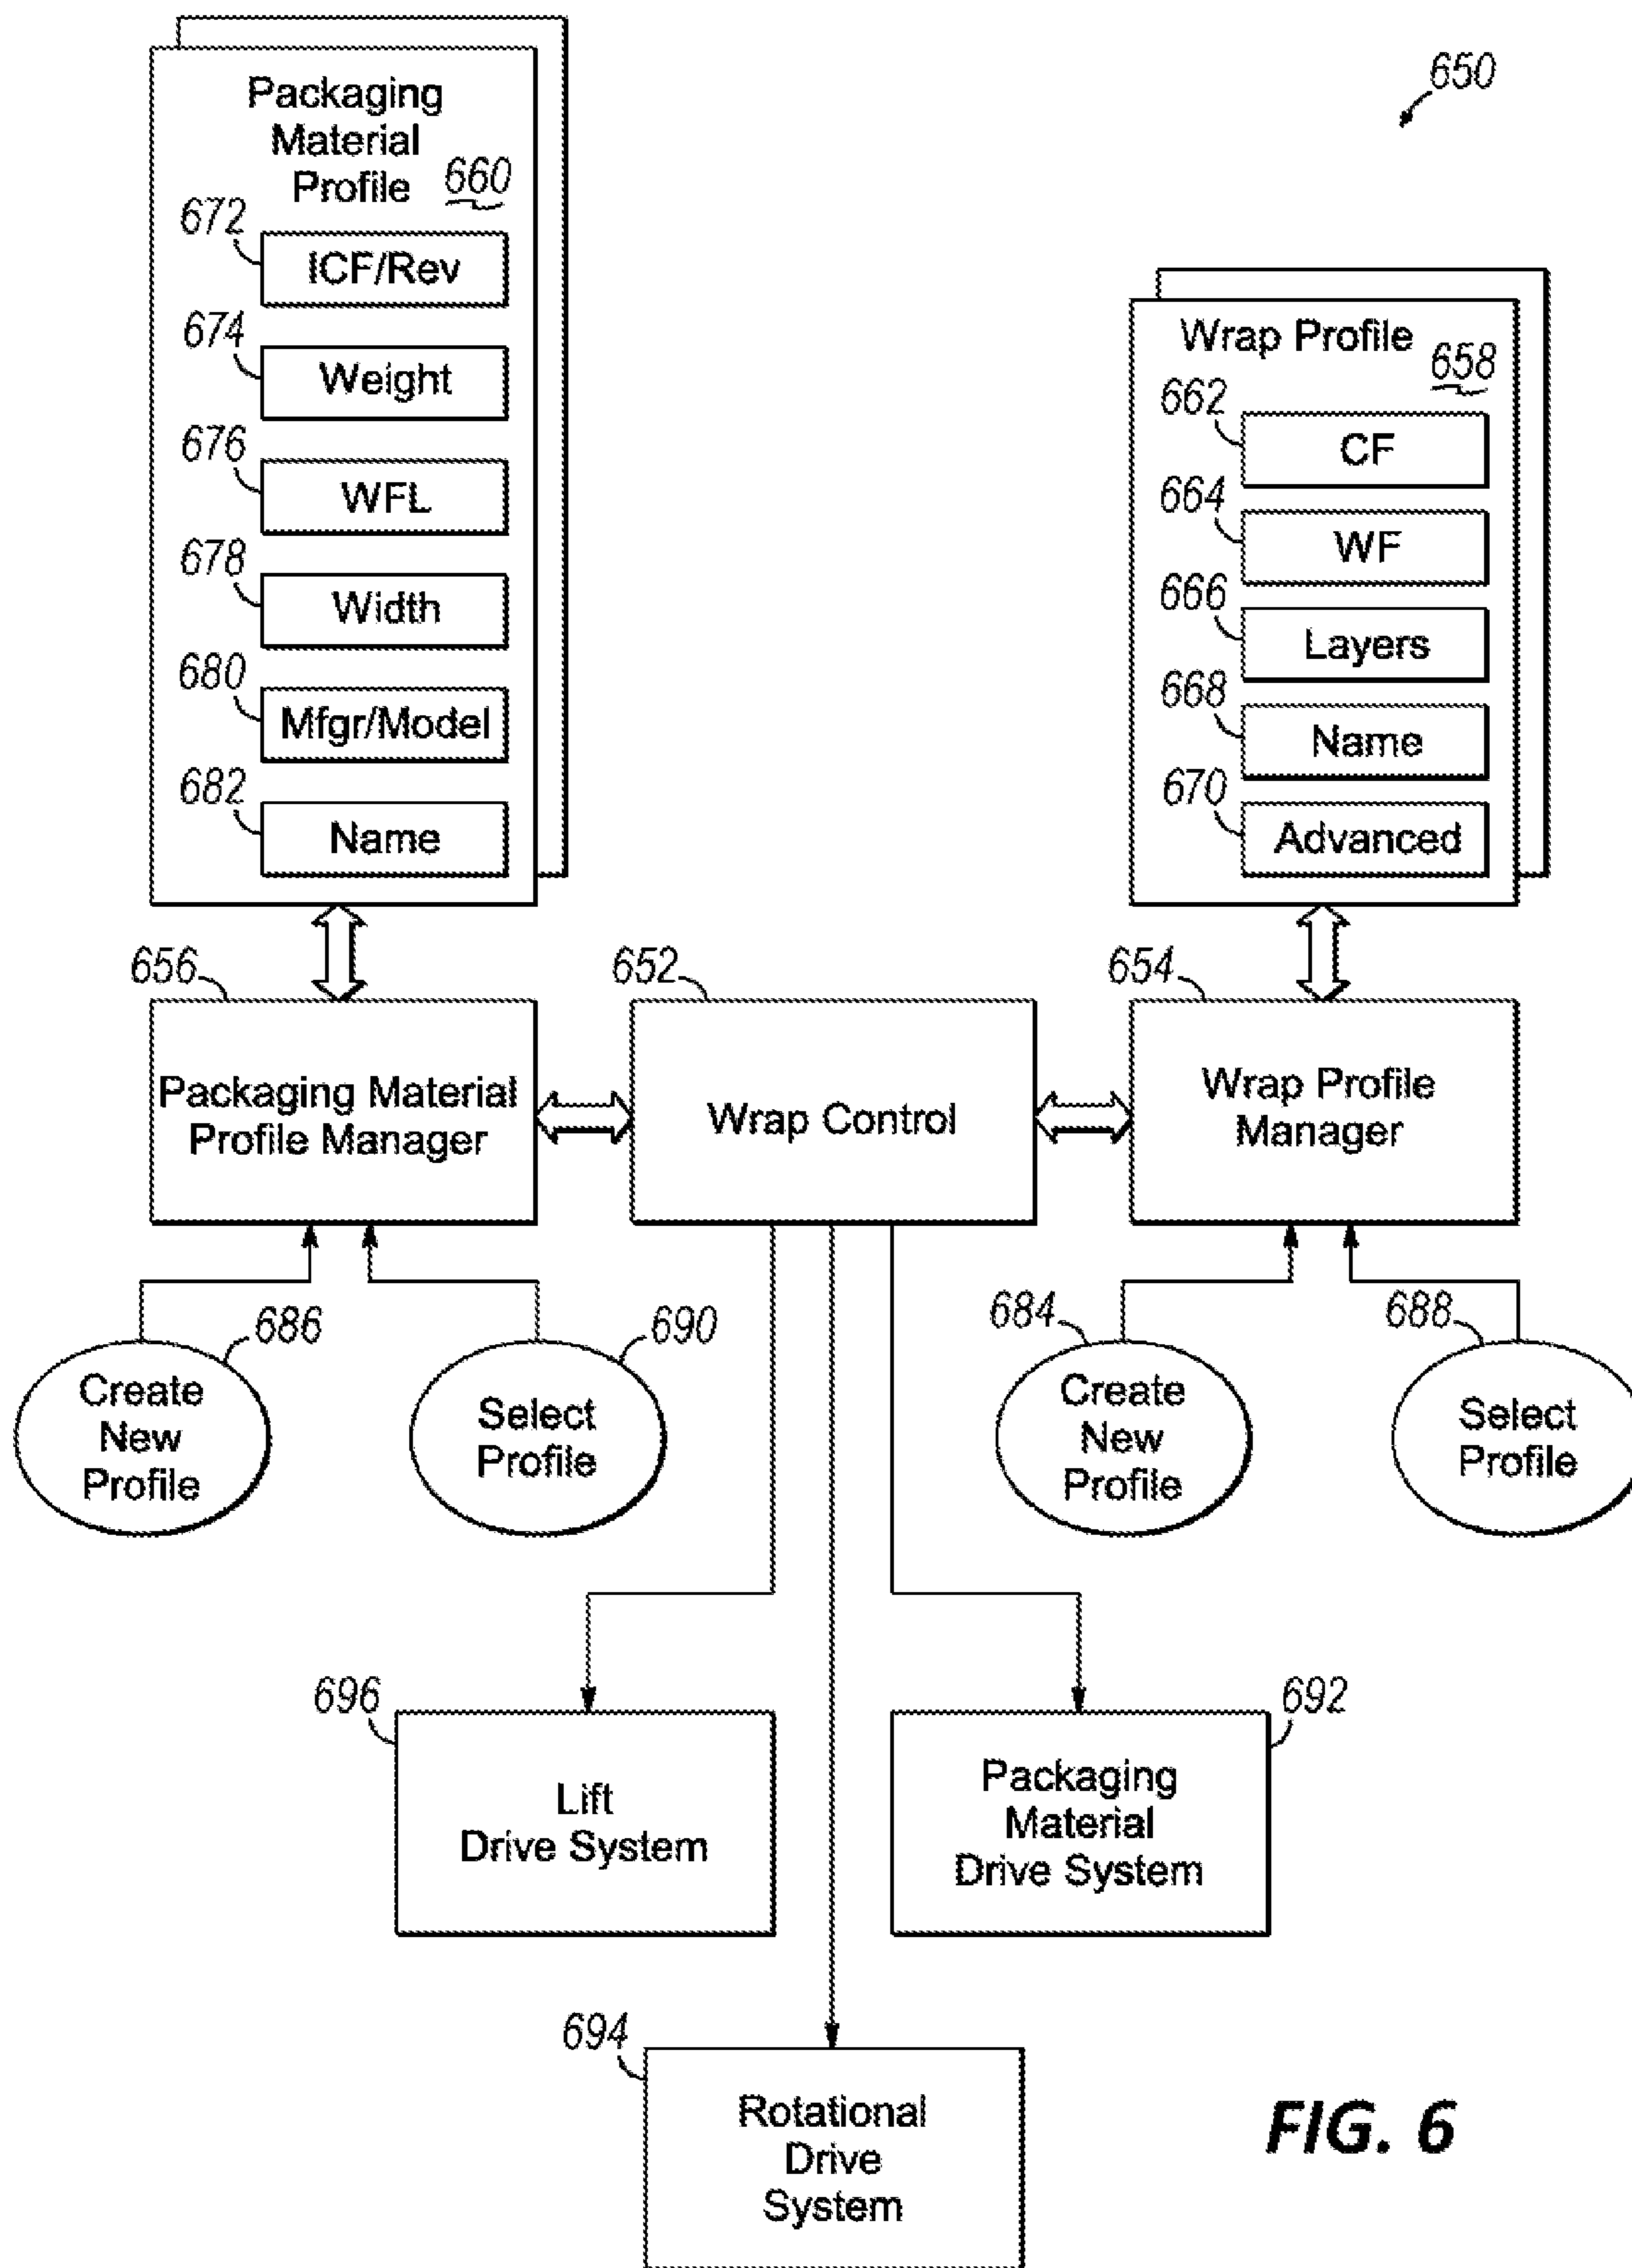 650
Packaging
Material
Profile
660
672
ICF/Rev
674
Weight
676
WFL
678
Width
680
Mfgr/Model
682
Name
Wrap Profile
658
662
CF
664
WF
666
Layers
668
Name
670
Advanced
656
Packaging Material
Profile Manager
652
Wrap Control
654
Wrap Profile
Manager
686
Create
New
Profile
690
Select
Profile
684
Create
New
Profile
688
Select
Profile
696
Lift
Drive System
692
Packaging
Material
Drive System
694
Rotational
Drive
System
FIG. 6